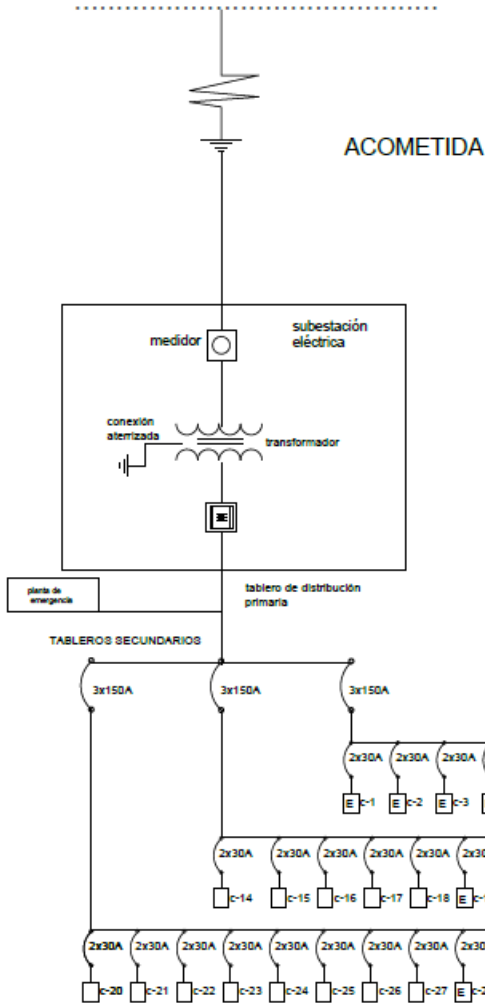 ACOMETIDA
subestación
eléctrica
medidor
conexión
aterrizada
transformador
planta de
emergencia
tablero de distribución
primaria
TABLEROS SECUNDARIOS
3x150A 3x150A 3x150A
2x30A 2x30A 2x30A
E c-1 E c-2 E c-3
2x30A 2x30A 2x30A 2x30A 2x30A 2x30
c-14 c-15 c-16 c-17 c-18 E
2x30A 2x30A 2x30A 2x30A 2x30A 2x30A 2x30A 2x30A 2x30
c-20 c-21 c-22 c-23 c-24 c-25 c-26 c-27 E